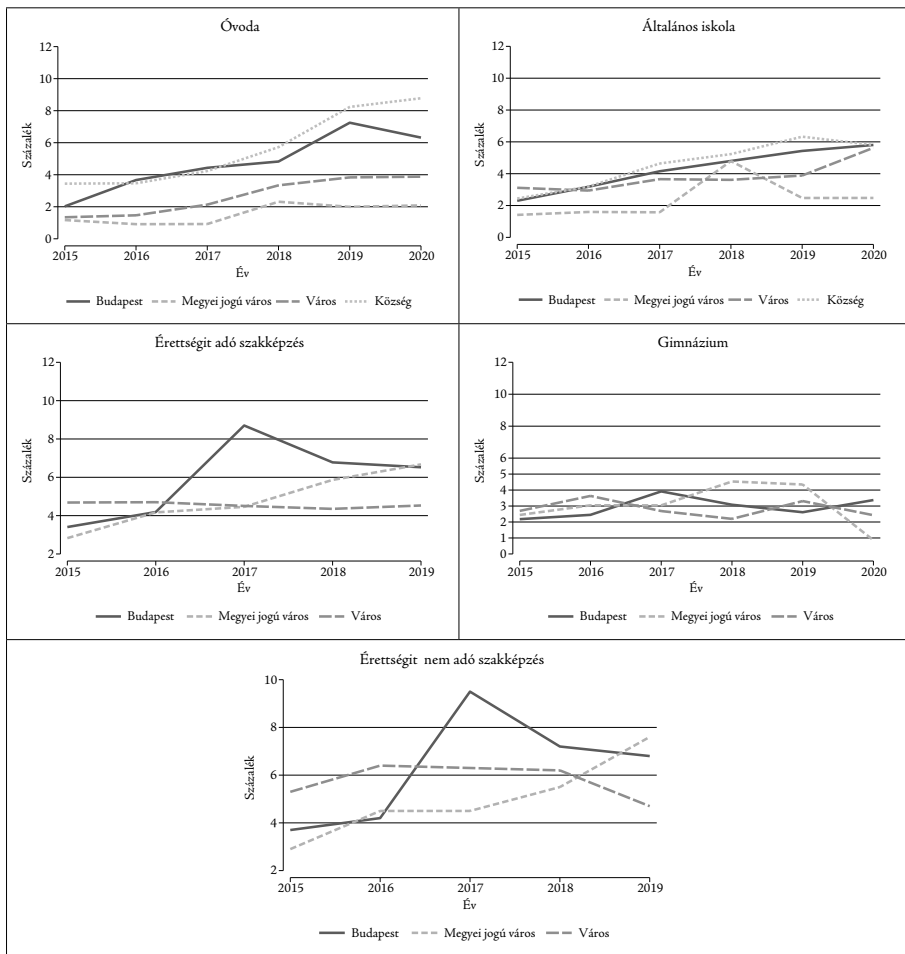 Óvoda
Százalék
12
10
8
6
4
2
0
2015 2016 2017 2018 2019 2020
Év
Budapest Megyei jogú város Város Község
Általános iskola
Százalék
12
10
8
6
4
2
0
2015 2016 2017 2018 2019 2020
Év
Budapest Megyei jogú város Város Község
Érettségit adó szakképzés
Százalék
12
10
8
6
4
2
2015 2016 2017 2018 2019
Év
Budapest Megyei jogú város Város
Gimnázium
Százalék
12
10
8
6
5
4
3
2
1
0
2015 2016 2017 2018 2019 2020
Év
Budapest Megyei jogú város Város
Érettségit nem adó szakképzés
Százalék
10
8
6
4
2
2015 2016 2017 2018 2019
Év
Budapest Megyei jogú város Város